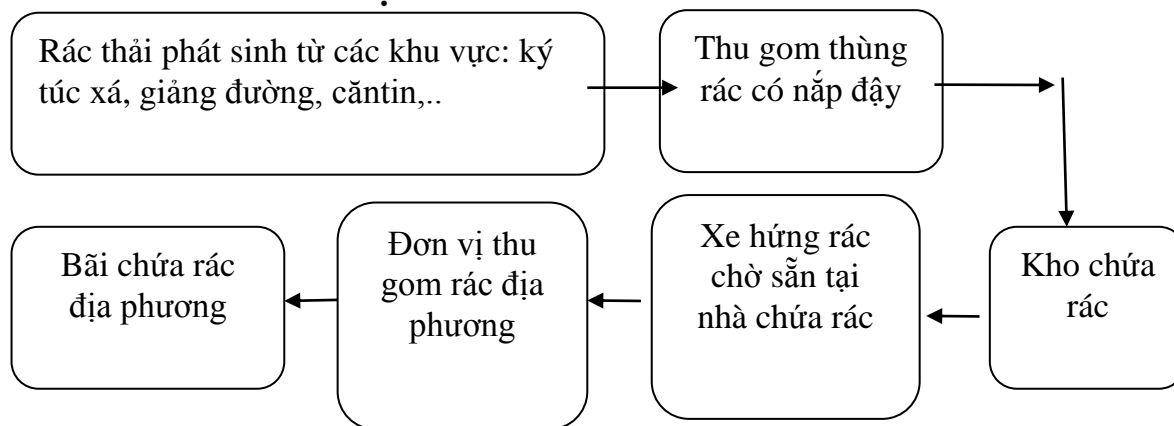 Rác thải phát sinh từ các khu vực: ký
túc xá, giảng đường, căntin,..
Thu gom thùng
rác có nắp đậy
Kho chứa
rác
Xe hứng rác
chờ sẵn tại
nhà chứa rác
Đơn vị thu
gom rác địa
phương
Bãi chứa rác
địa phương